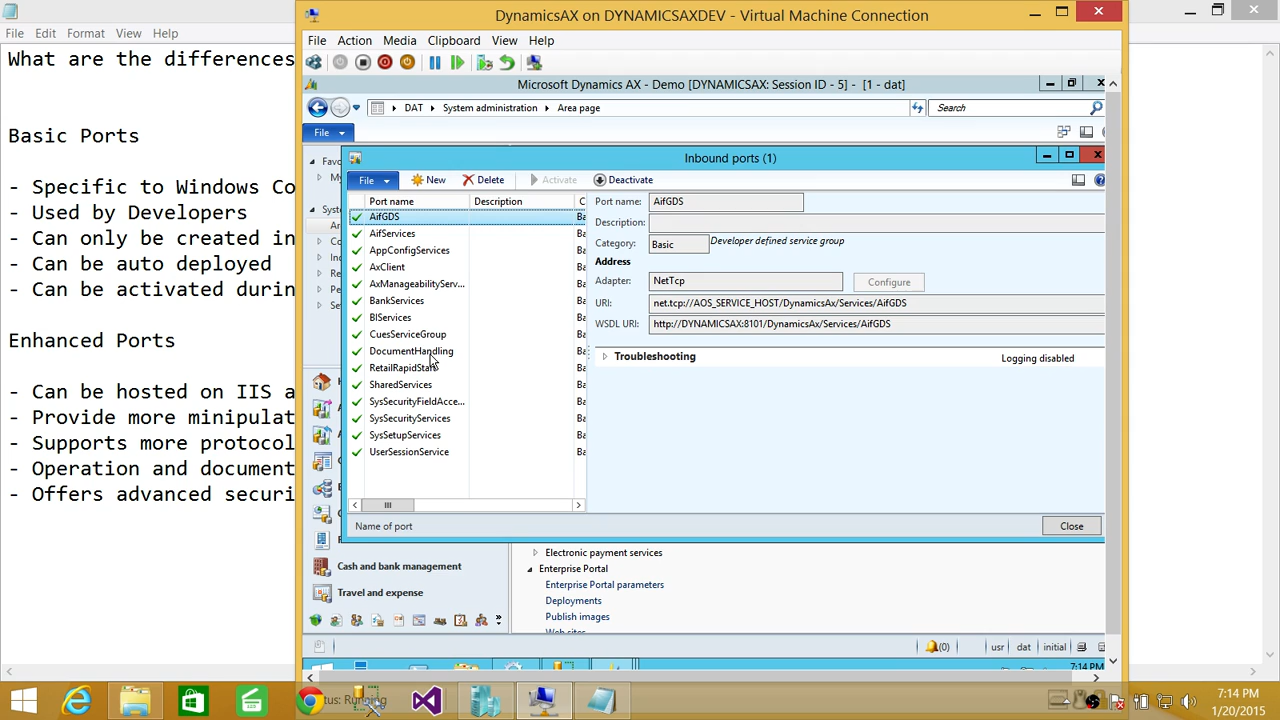 DynamicsAX on DYNAMICSAXDEV - Virtual Machine Connection
File Edit Format View Help
File Action Media Clipboard View Help
What are the differences
Microsoft Dynamics AX - Demo [DYNAMICSAX: Session ID - 5] - [1 - dat]
DAT System administration Area page Search
File
Basic Ports
Inbound ports (1)
File New Delete Activate Deactivate
- Specific to Windows Co
- Used by Developers
- Can only be created in
- Can be auto deployed
- Can be activated durin
Enhanced Ports
- Can be hosted on IIS a
- Provide more minipulat
- Supports more protocol
- Operation and document
- Offers advanced securi
Port name Description
AifGDS
AifServices
AppConfigServices
AxClient
AxManageabilityServ...
BankServices
BIServices
CuesServiceGroup
DocumentHandling
RetailRapidStart
SharedServices
SysSecurityFieldAcce...
SysSecurityServices
SysSetupServices
UserSessionService
Port name: AifGDS
Description:
Category: Basic Developer defined service group
Address
Adapter: NetTcp Configure
URI: net.tcp://AOS_SERVICE_HOST/DynamicsAx/Services/AifGDS
WSDL URI: http://DYNAMICSAX:8101/DynamicsAx/Services/AifGDS
Troubleshooting Logging disabled
Name of port Close
Electronic payment services
Enterprise Portal
Enterprise Portal parameters
Deployments
Publish images
Web sites
Cash and bank management
Travel and expense
(0) usr dat initial
7:14 PM
7:14 PM
1/20/2015